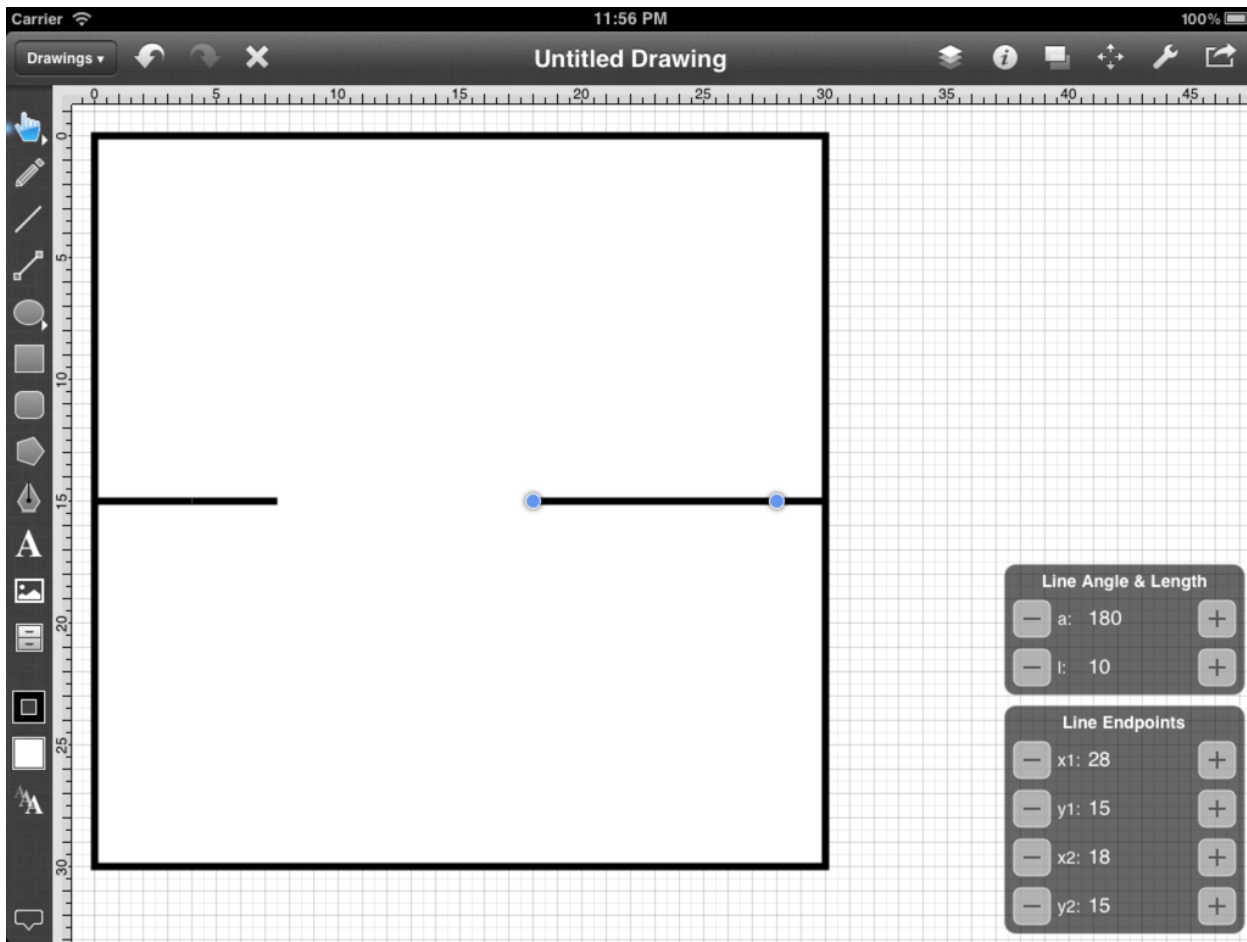 Carrier 11:56 PM 100%
Drawings ▾ Untitled Drawing
0 5 10 15 20 25 30 35 40 45
0
5
10
15
20
25
30
A
AAA
Line Angle & Length
a: 180
l: 10
Line Endpoints
x1: 28
y1: 15
x2: 18
y2: 15